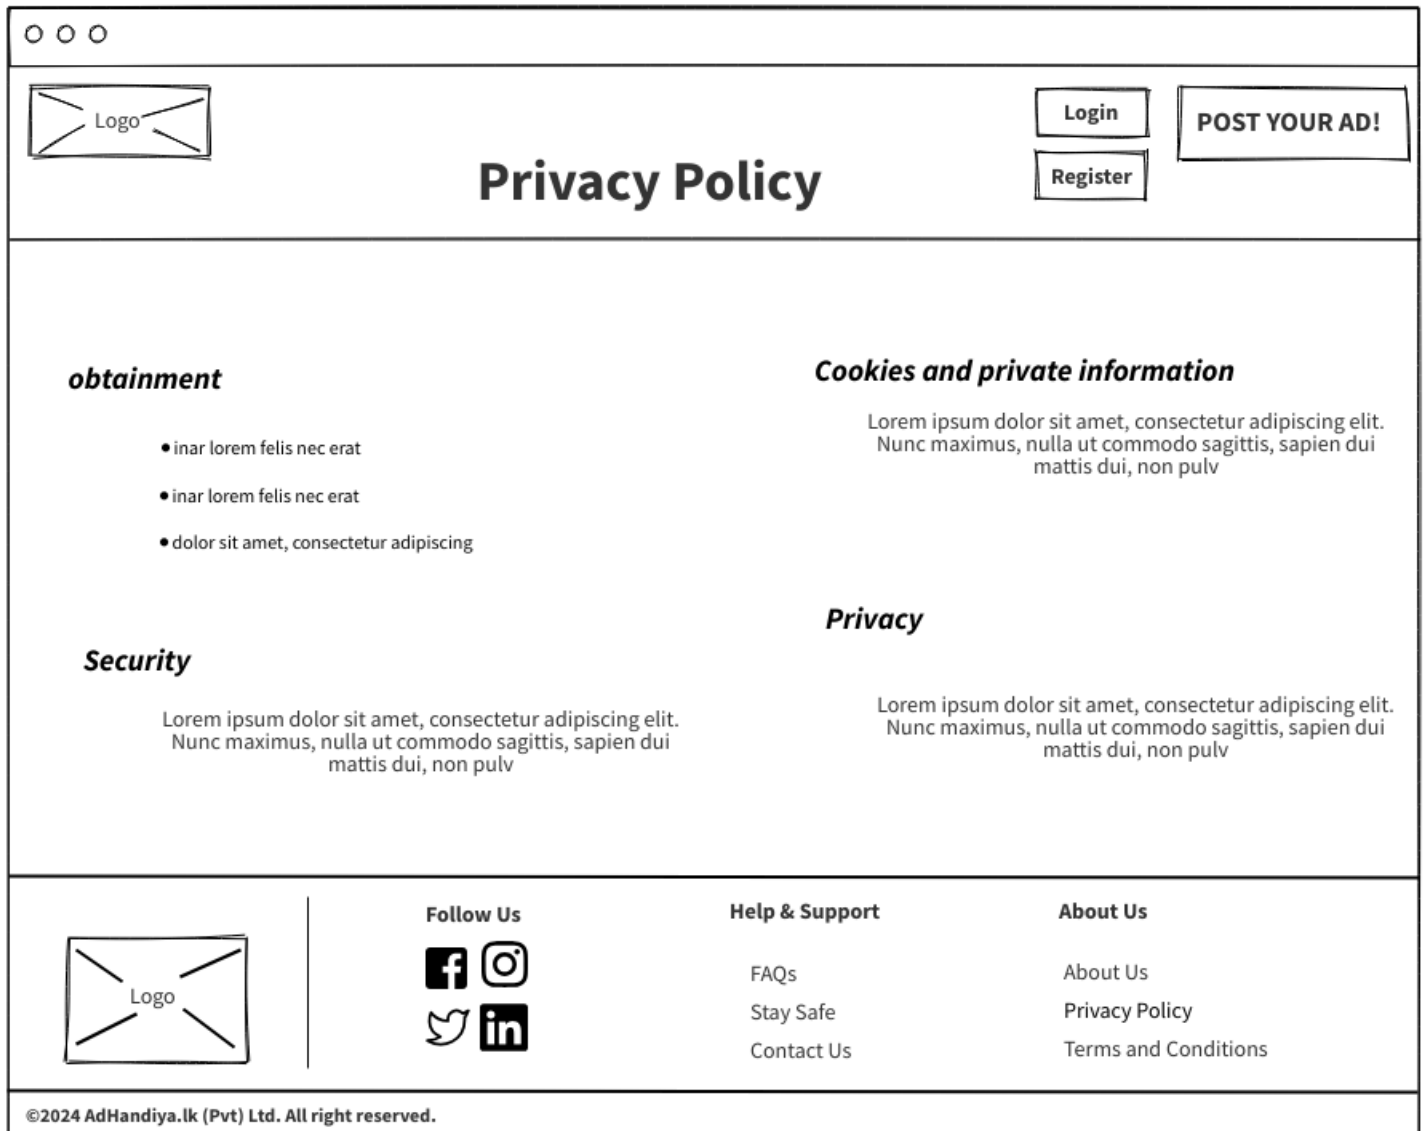 Logo
Login
POST YOUR AD!
Register
Privacy Policy
obtainment
• inar lorem felis nec erat
• inar lorem felis nec erat
• dolor sit amet, consectetur adipiscing
Security
Lorem ipsum dolor sit amet, consectetur adipiscing elit.
Nunc maximus, nulla ut commodo sagittis, sapien dui
mattis dui, non pulv
Cookies and private information
Lorem ipsum dolor sit amet, consectetur adipiscing elit.
Nunc maximus, nulla ut commodo sagittis, sapien dui
mattis dui, non pulv
Privacy
Lorem ipsum dolor sit amet, consectetur adipiscing elit.
Nunc maximus, nulla ut commodo sagittis, sapien dui
mattis dui, non pulv
Logo
Follow Us
in
Help & Support
FAQs
Stay Safe
Contact Us
About Us
About Us
Privacy Policy
Terms and Conditions
©2024 AdHandiya.lk (Pvt) Ltd. All right reserved.